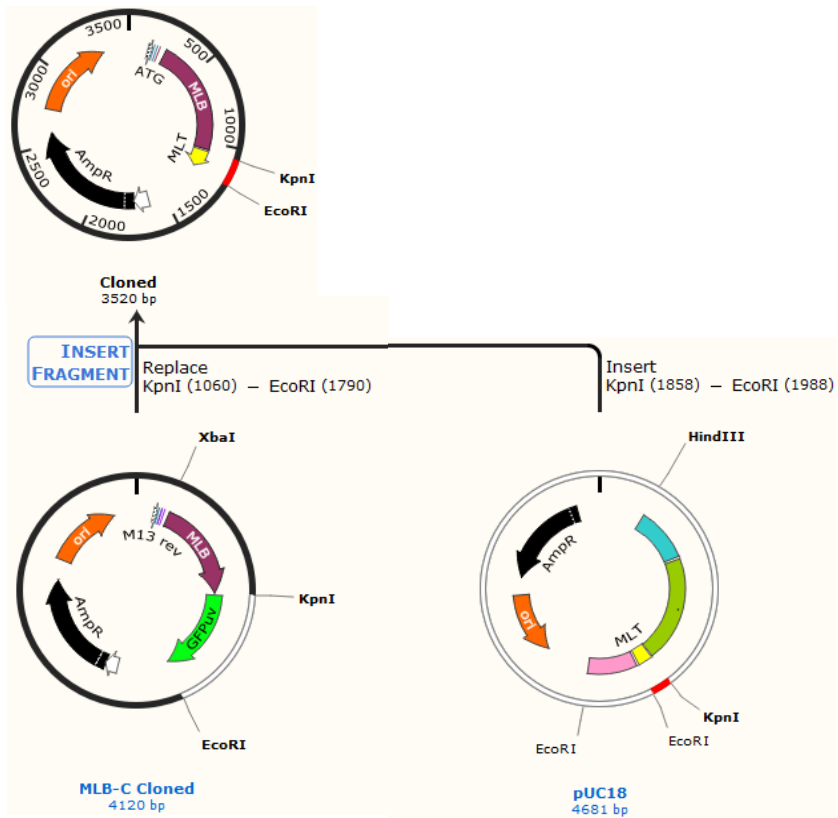 3500
500
3000
ori
ATG
MLB
1000
MLT
KpnI
2500
AmpR
EcoRI
1500
2000
Cloned
3520 bp
INSERT
FRAGMENT
Replace
KpnI (1060) – EcoRI (1790)
Insert
KpnI (1858) – EcoRI (1988)
XbaI
HindIII
ori
M13 rev
MLB
AmpR
KpnI
AmpR
GFPuv
ori
MLT
KpnI
EcoRI
EcoRI
EcoRI
MLB-C Cloned
4120 bp
pUC18
4681 bp